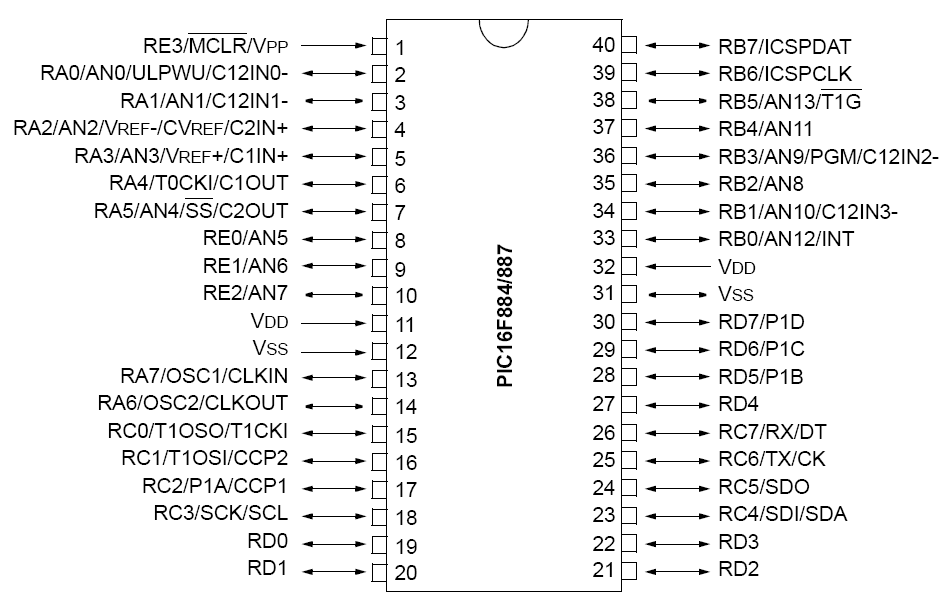 RE3/MCLR/VPP 1
RA0/AN0/ULPWU/C12IN0- 2
RA1/AN1/C12IN1- 3
RA2/AN2/VREF-/CVREF/C2IN+ 4
RA3/AN3/VREF+/C1IN+ 5
RA4/T0CKI/C1OUT 6
RA5/AN4/SS/C2OUT 7
RE0/AN5 8
RE1/AN6 9
RE2/AN7 10
VDD 11
VSS 12
RA7/OSC1/CLKIN 13
RA6/OSC2/CLKOUT 14
RC0/T1OSO/T1CKI 15
RC1/T1OSI/CCP2 16
RC2/P1A/CCP1 17
RC3/SCK/SCL 18
RD0 19
RD1 20
PIC16F884/887
40 RB7/ICSPDAT
39 RB6/ICSPCLK
38 RB5/AN13/T1G
37 RB4/AN11
36 RB3/AN9/PGM/C12IN2-
35 RB2/AN8
34 RB1/AN10/C12IN3-
33 RB0/AN12/INT
32 VDD
31 VSS
30 RD7/P1D
29 RD6/P1C
28 RD5/P1B
27 RD4
26 RC7/RX/DT
25 RC6/TX/CK
24 RC5/SDO
23 RC4/SDI/SDA
22 RD3
21 RD2